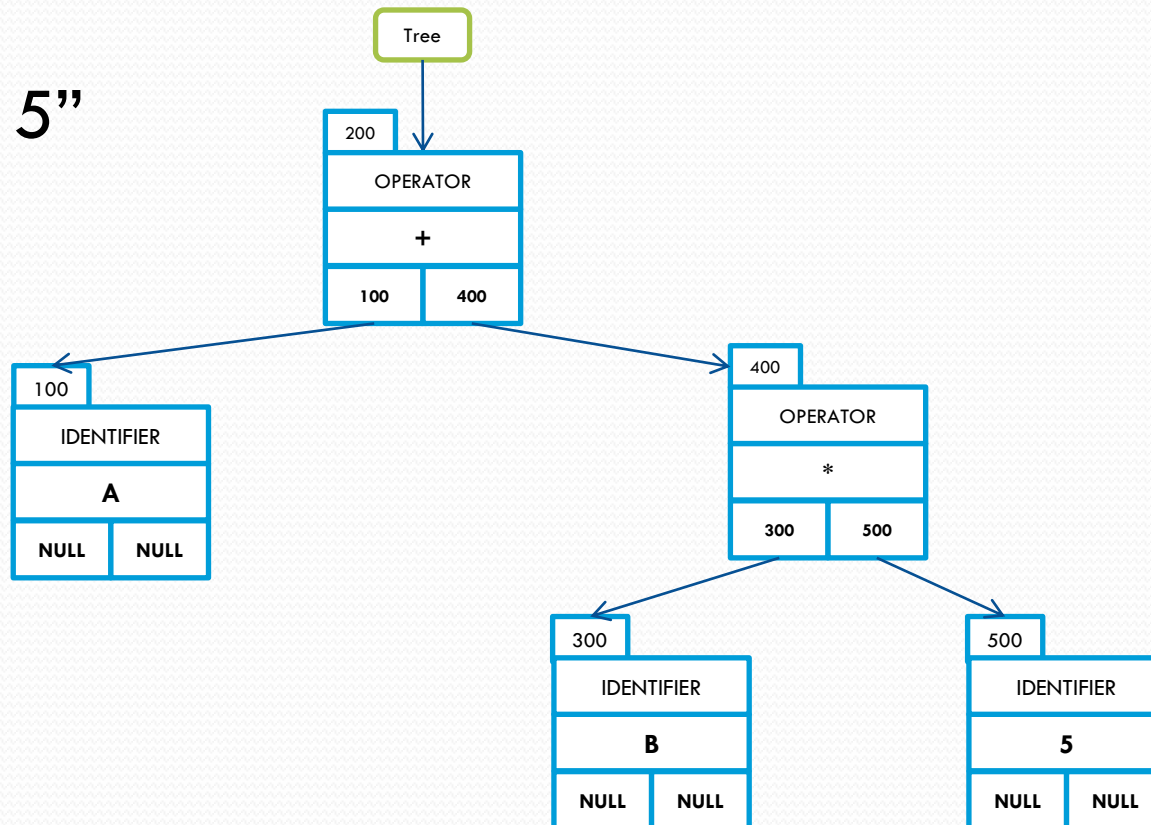 Tree
5”
200
OPERATOR
+
100 400
100
IDENTIFIER
A
NULL NULL
400
OPERATOR
*
300 500
300
IDENTIFIER
B
NULL NULL
500
IDENTIFIER
5
NULL NULL